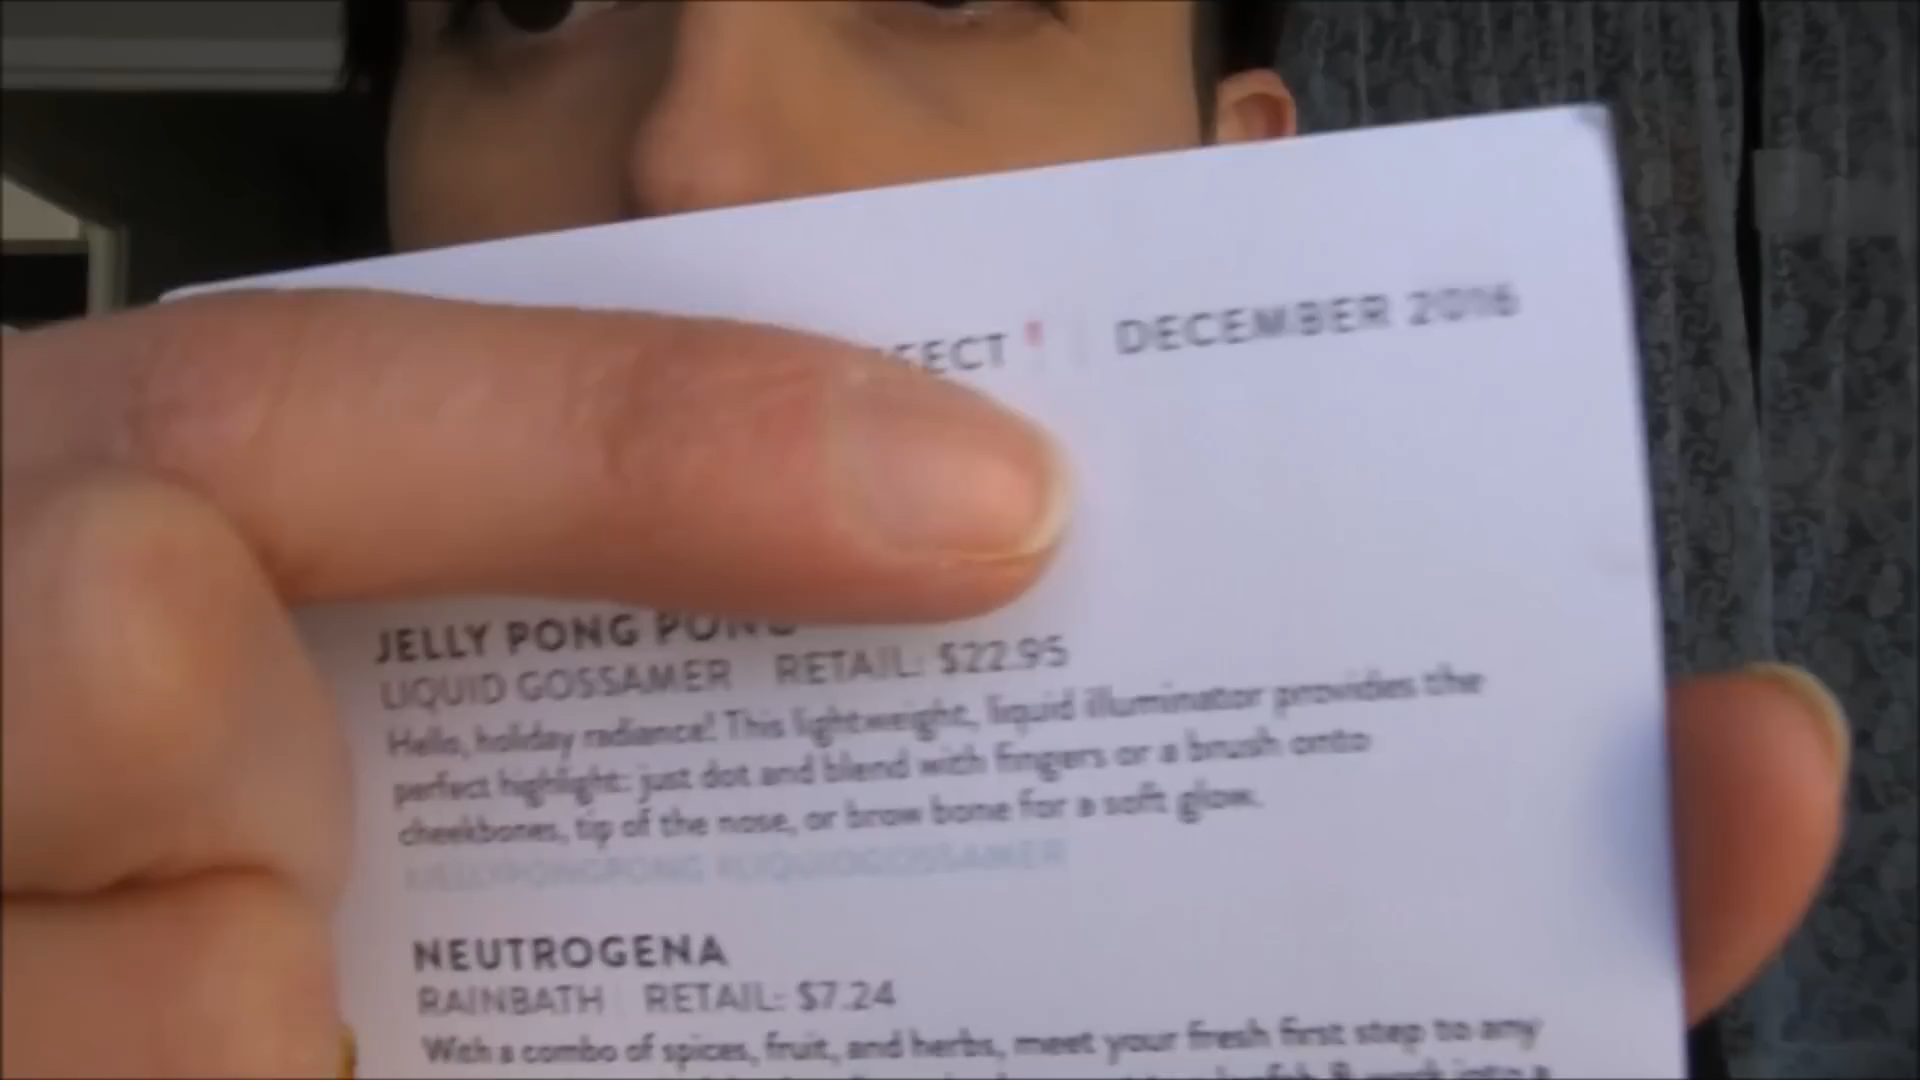 FECT | DECEMBER 2016
JELLY PONG PONG
LIQUID GOSSAMER RETAIL: $22.95
Hello, holiday radiance! This lightweight, liquid illuminator provides the
perfect highlight: just dot and blend with fingers or a brush onto
cheekbones, tip of the nose, or brow bone for a soft glow.
#JELLYPONGPONG #LIQUIDGOSSAMER
NEUTROGENA
RAINBATH | RETAIL: $7.24
With a combo of spices, fruit, and herbs, meet your fresh first step to any